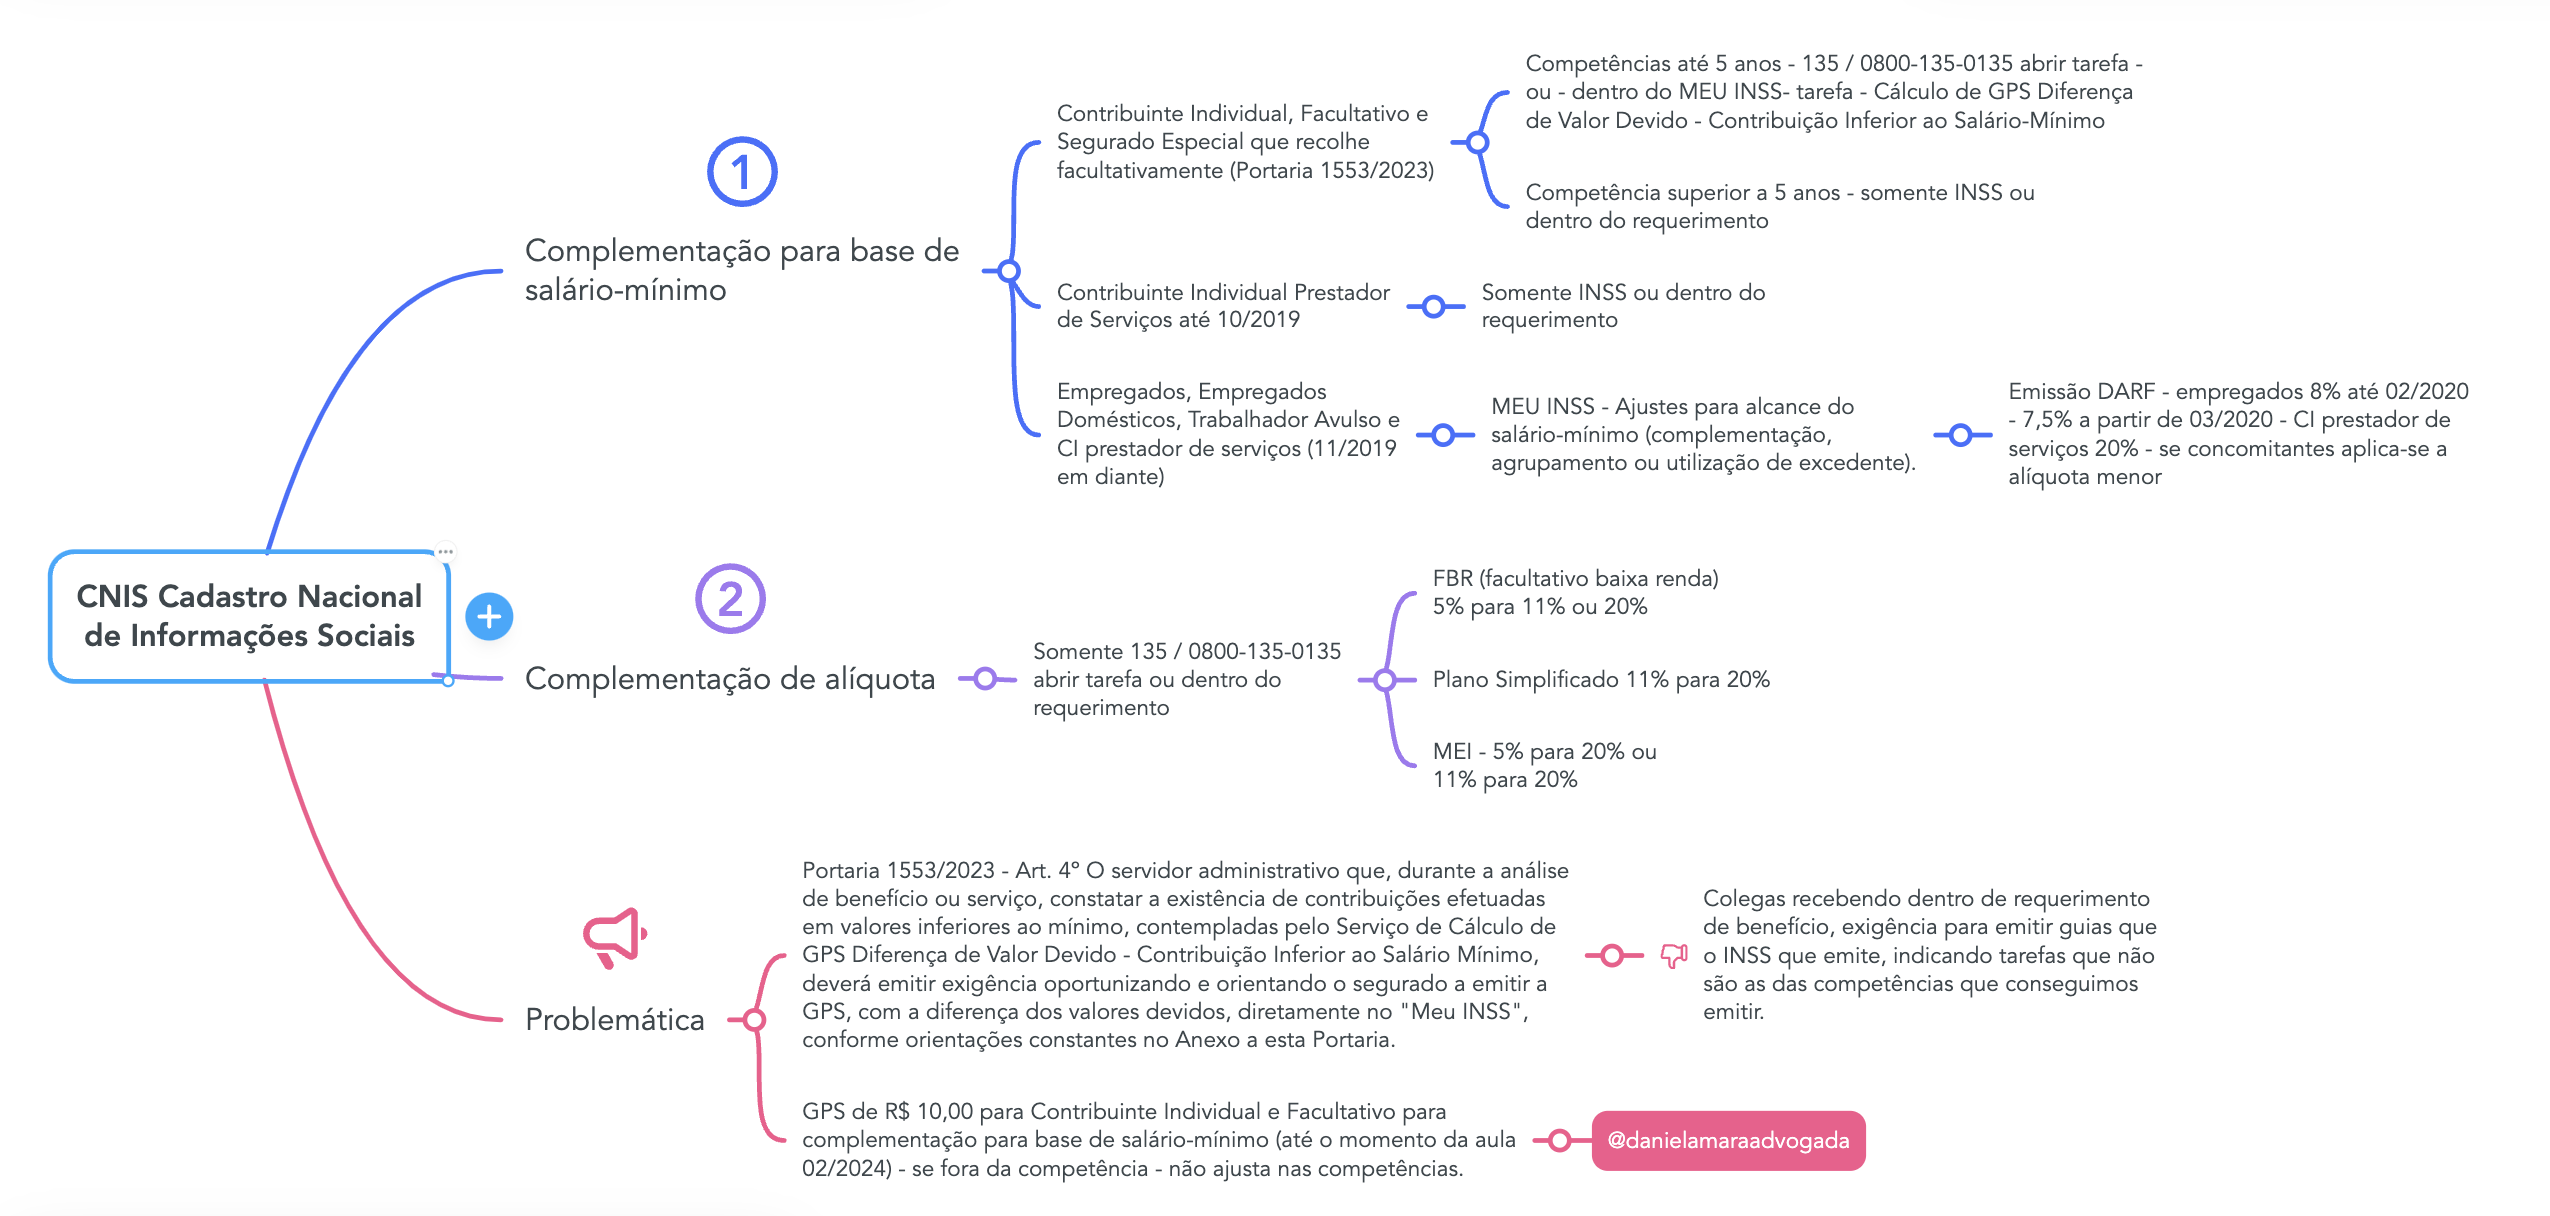 CNIS Cadastro Nacional
de Informações Sociais
1
Complementação para base de
salário-mínimo
Contribuinte Individual, Facultativo e
Segurado Especial que recolhe
facultativamente (Portaria 1553/2023)
Competências até 5 anos - 135 / 0800-135-0135 abrir tarefa -
ou - dentro do MEU INSS- tarefa - Cálculo de GPS Diferença
de Valor Devido - Contribuição Inferior ao Salário-Mínimo
Competência superior a 5 anos - somente INSS ou
dentro do requerimento
Contribuinte Individual Prestador
de Serviços até 10/2019
Somente INSS ou dentro do
requerimento
Empregados, Empregados
Domésticos, Trabalhador Avulso e
CI prestador de serviços (11/2019
em diante)
MEU INSS - Ajustes para alcance do
salário-mínimo (complementação,
agrupamento ou utilização de excedente).
Emissão DARF - empregados 8% até 02/2020
- 7,5% a partir de 03/2020 - CI prestador de
serviços 20% - se concomitantes aplica-se a
alíquota menor
2
Complementação de alíquota
Somente 135 / 0800-135-0135
abrir tarefa ou dentro do
requerimento
FBR (facultativo baixa renda)
5% para 11% ou 20%
Plano Simplificado 11% para 20%
MEI - 5% para 20% ou
11% para 20%
Problemática
Portaria 1553/2023 - Art. 4º O servidor administrativo que, durante a análise
de benefício ou serviço, constatar a existência de contribuições efetuadas
em valores inferiores ao mínimo, contempladas pelo Serviço de Cálculo de
GPS Diferença de Valor Devido - Contribuição Inferior ao Salário Mínimo,
deverá emitir exigência oportunizando e orientando o segurado a emitir a
GPS, com a diferença dos valores devidos, diretamente no "Meu INSS",
conforme orientações constantes no Anexo a esta Portaria.
Colegas recebendo dentro de requerimento
de benefício, exigência para emitir guias que
o INSS que emite, indicando tarefas que não
são as das competências que conseguimos
emitir.
GPS de R$ 10,00 para Contribuinte Individual e Facultativo para
complementação para base de salário-mínimo (até o momento da aula
02/2024) - se fora da competência - não ajusta nas competências.
@danielamaraadvogada